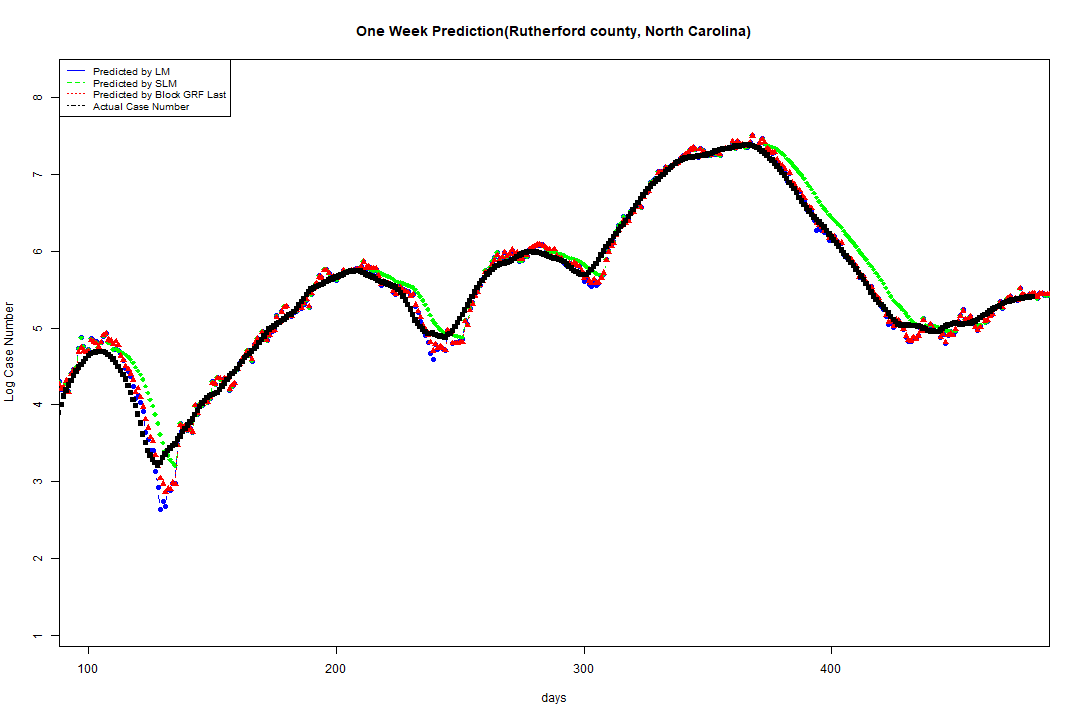 One Week Prediction(Rutherford county, North Carolina)
Predicted by LM
Predicted by SLM
Predicted by Block GRF Last
Actual Case Number
8
7
6
5
4
3
2
1
Log Case Number
100 200 300 400
days